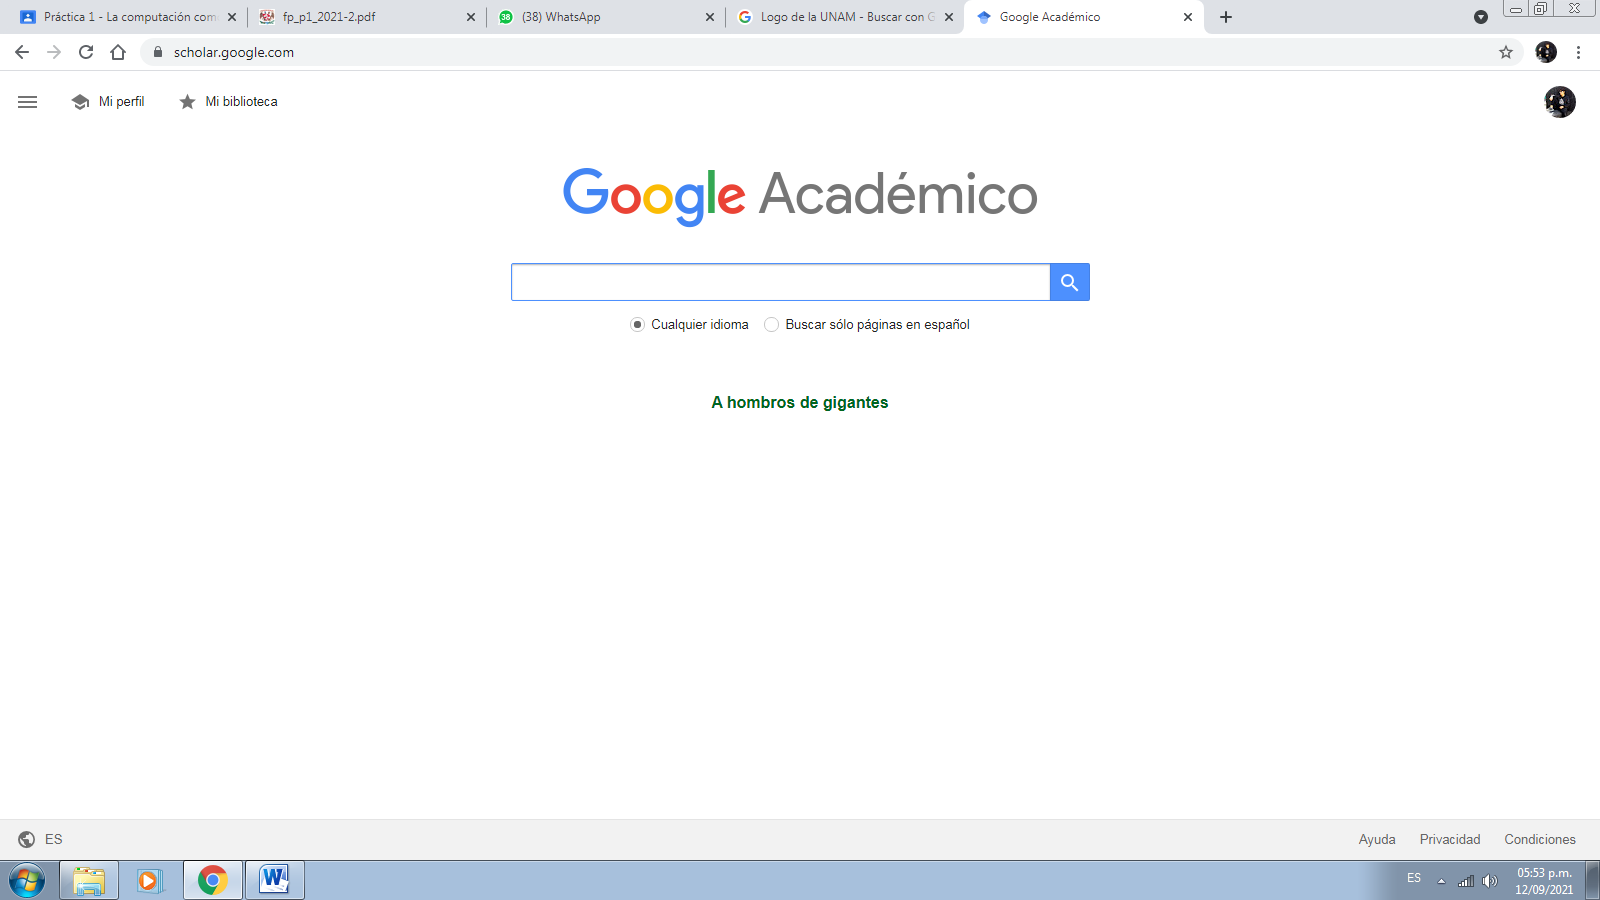 Práctica 1 - La computación com
fp_p1_2021-2.pdf
38
(38) WhatsApp
Logo de la UNAM - Buscar con G
Google Académico
scholar.google.com
Mi perfil
Mi biblioteca
Google Académico
Cualquier idioma
Buscar sólo páginas en español
A hombros de gigantes
ES
Ayuda
Privacidad
Condiciones
ES
05:53 p.m.
12/09/2021